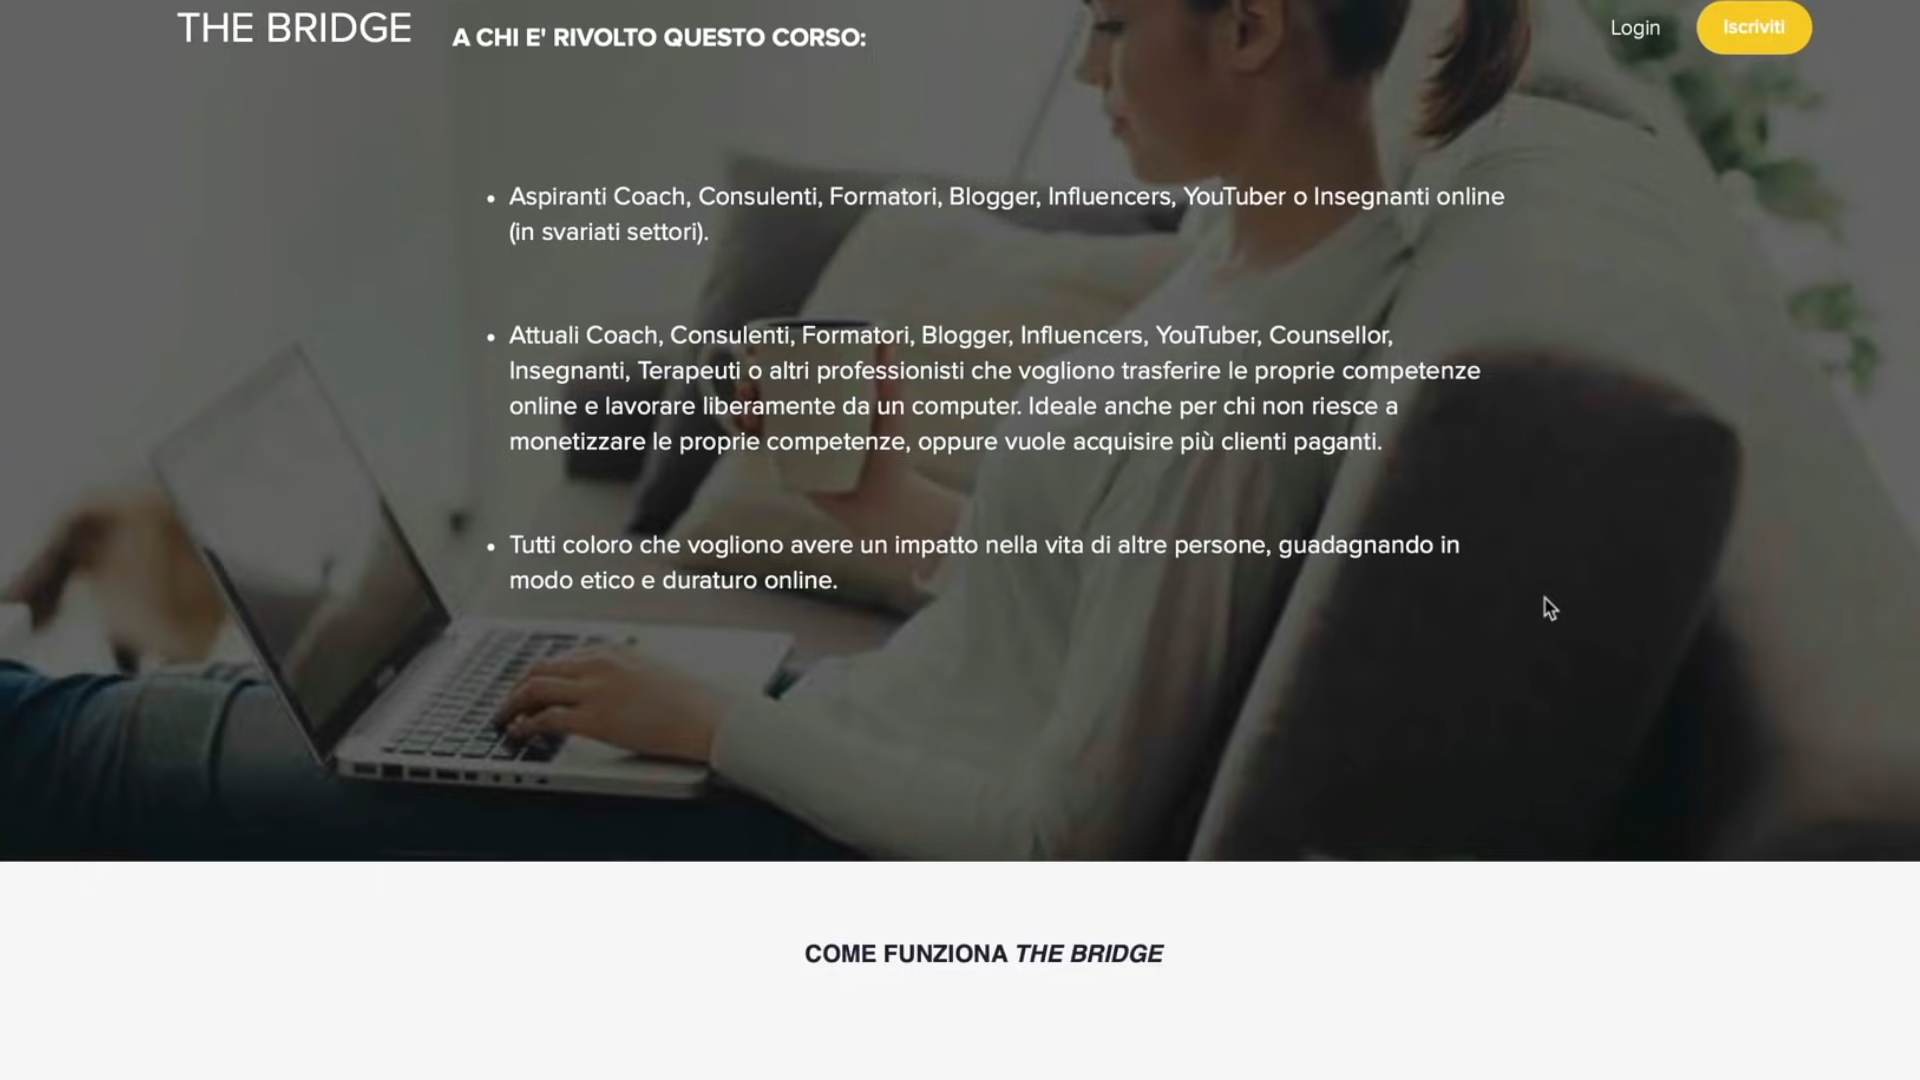 THE BRIDGE
A CHI E' RIVOLTO QUESTO CORSO:
Login
Iscriviti
• Aspiranti Coach, Consulenti, Formatori, Blogger, Influencers, YouTuber o Insegnanti online
(in svariati settori).
• Attuali Coach, Consulenti, Formatori, Blogger, Influencers, YouTuber, Counsellor,
Insegnanti, Terapeuti o altri professionisti che vogliono trasferire le proprie competenze
online e lavorare liberamente da un computer. Ideale anche per chi non riesce a
monetizzare le proprie competenze, oppure vuole acquisire più clienti paganti.
• Tutti coloro che vogliono avere un impatto nella vita di altre persone, guadagnando in
modo etico e duraturo online.
COME FUNZIONA THE BRIDGE